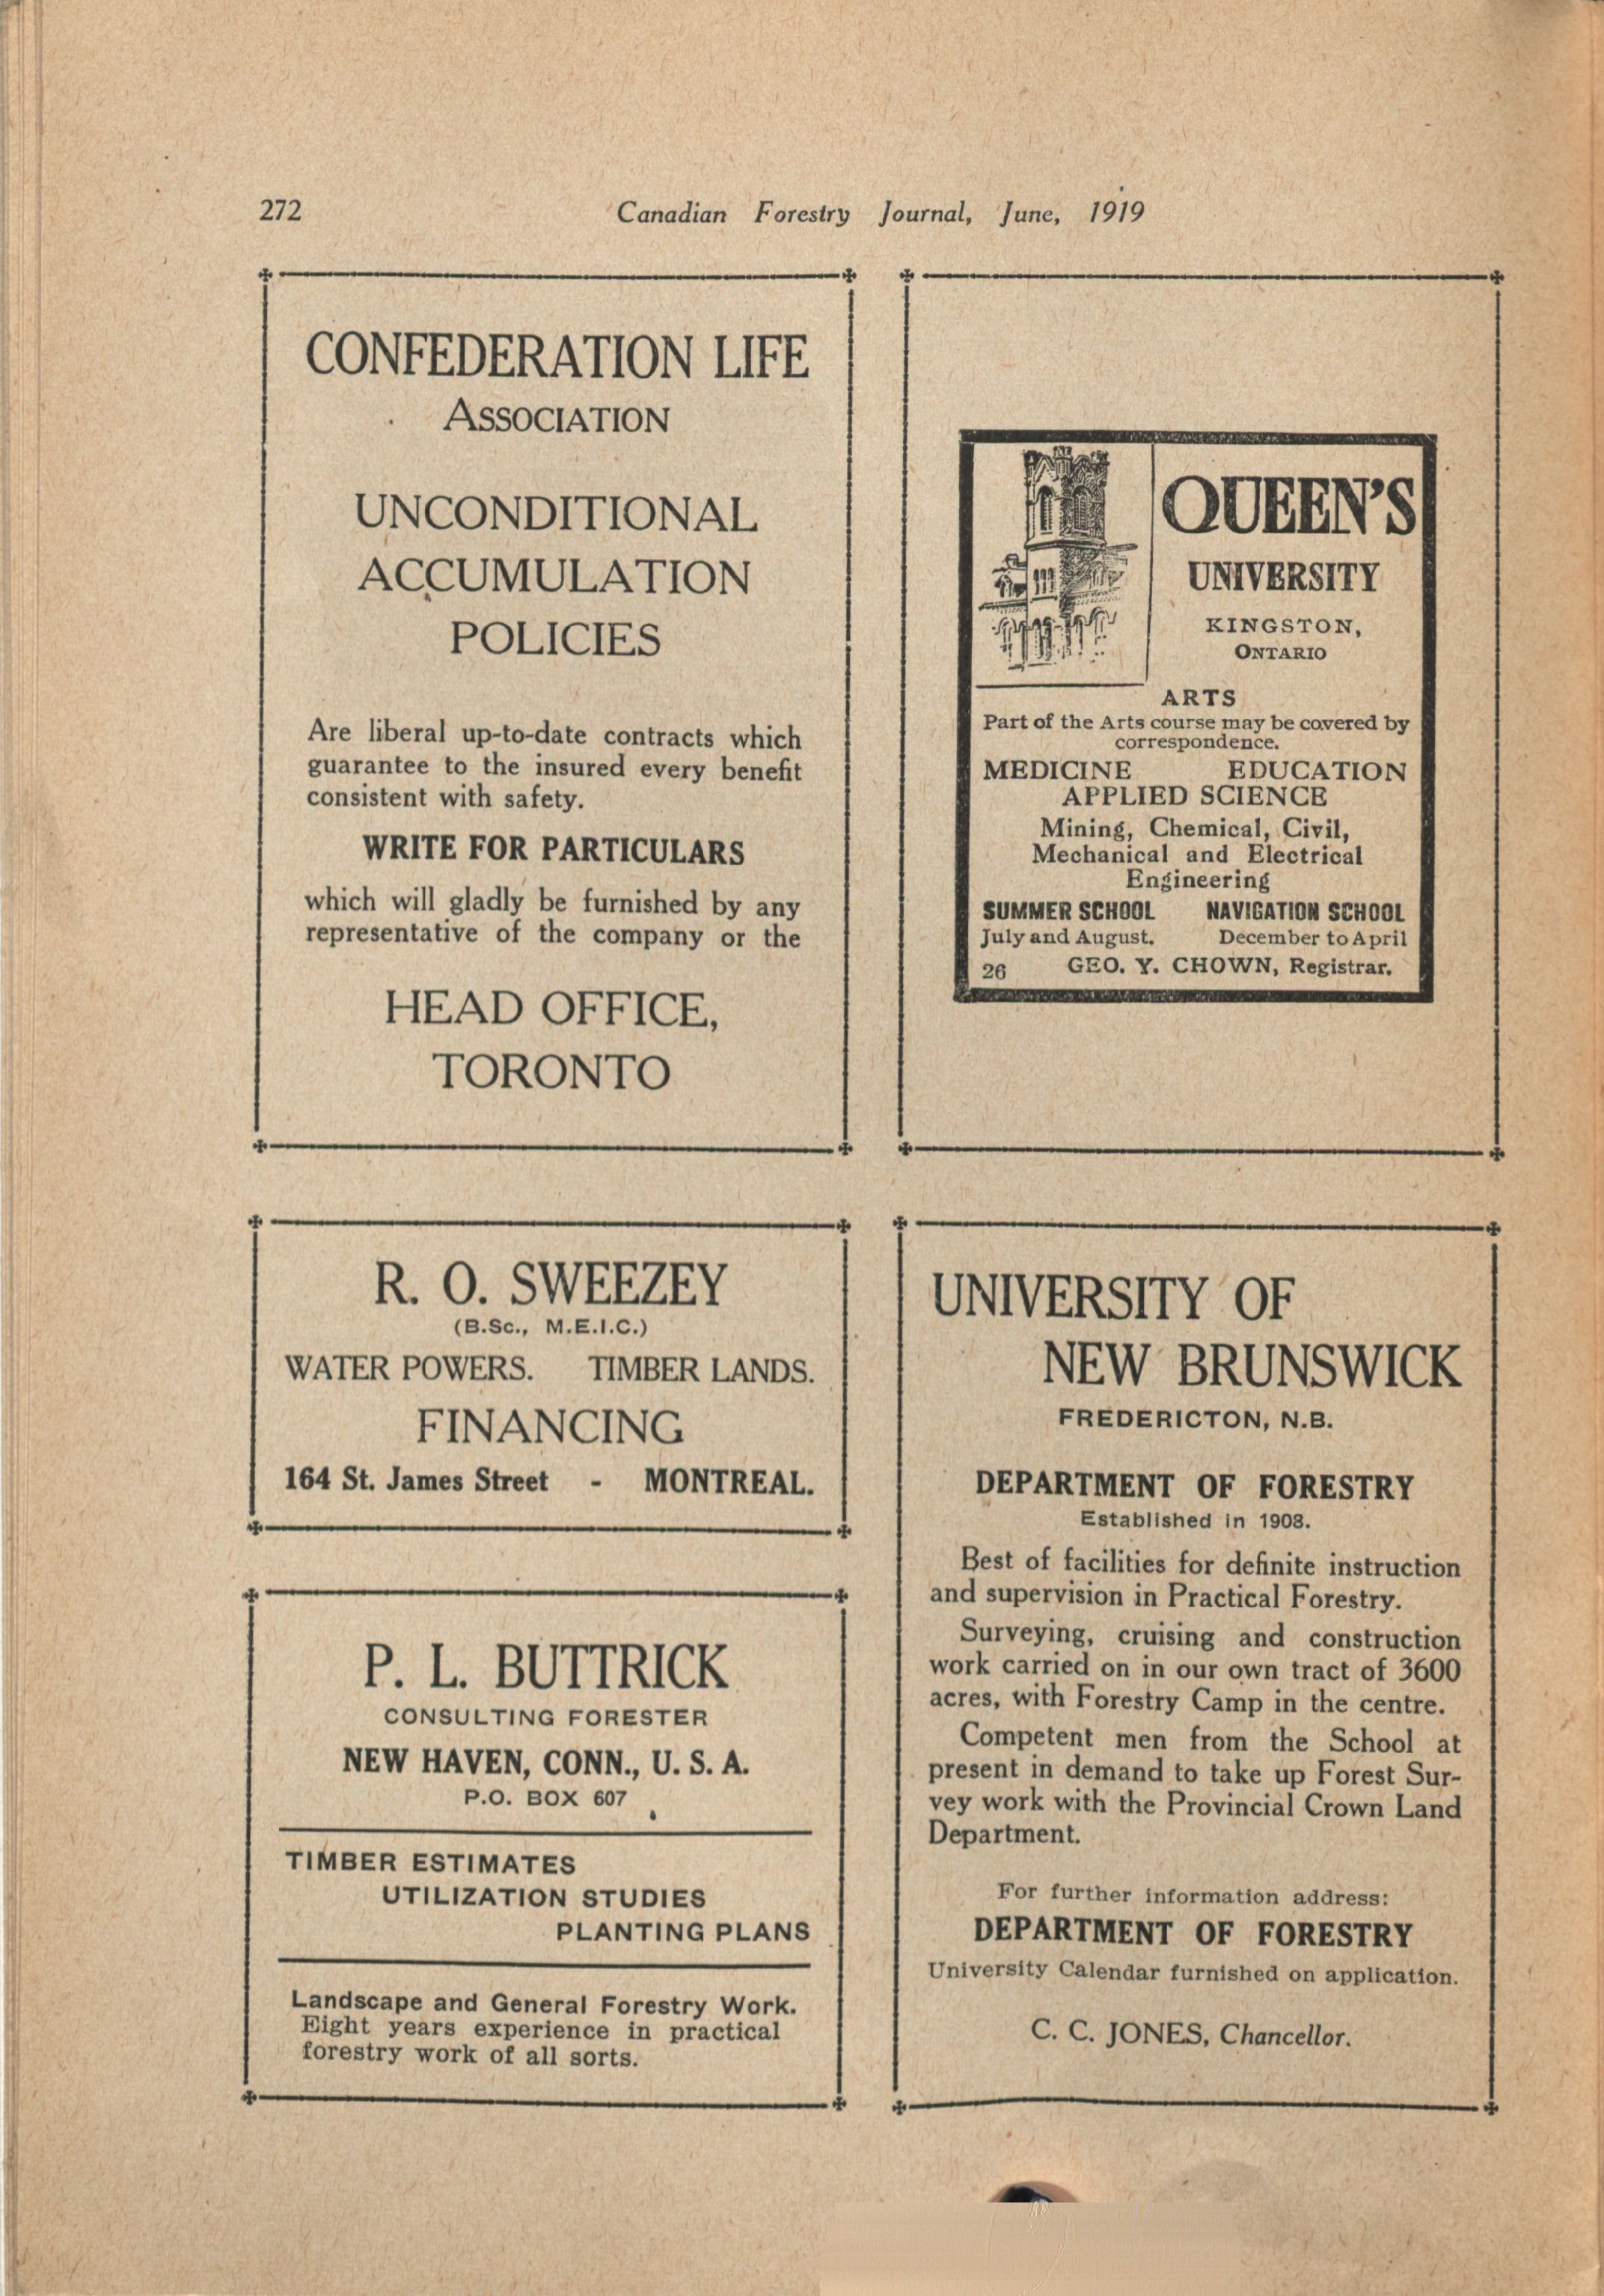 272
Canadian Forestry Journal, June, 1919
CONFEDERATION LIFE
ASSOCIATION
UNCONDITIONAL
ACCUMULATION
POLICIES
Are liberal up-to-date contracts which
guarantee to the insured every benefit
consistent with safety.
WRITE FOR PARTICULARS
which will gladly be furnished by any
representative of the company or the
HEAD OFFICE,
TORONTO
QUEEN'S
UNIVERSITY
KINGSTON,
ONTARIO
ARTS
Part of the Arts course may be covered by
correspondence.
MEDICINE EDUCATION
APPLIED SCIENCE
Mining, Chemical, Civil,
Mechanical and Electrical
Engineering
SUMMER SCHOOL NAVIGATION SCHOOL
July and August. December to April
26 GEO. Y. CHOWN, Registrar.
R. O. SWEEZEY
(B.Sc., M.E.I.C.)
WATER POWERS. TIMBER LANDS.
FINANCING
164 St. James Street - MONTREAL.
P. L. BUTTRICK
CONSULTING FORESTER
NEW HAVEN, CONN., U. S. A.
P.O. BOX 607
TIMBER ESTIMATES
UTILIZATION STUDIES
PLANTING PLANS
Landscape and General Forestry Work.
Eight years experience in practical
forestry work of all sorts.
UNIVERSITY OF
NEW BRUNSWICK
FREDERICTON, N.B.
DEPARTMENT OF FORESTRY
Established in 1908.
Best of facilities for definite instruction
and supervision in Practical Forestry.
Surveying, cruising and construction
work carried on in our own tract of 3600
acres, with Forestry Camp in the centre.
Competent men from the School at
present in demand to take up Forest Sur-
vey work with the Provincial Crown Land
Department.
For further information address:
DEPARTMENT OF FORESTRY
University Calendar furnished on application.
C. C. JONES, Chancellor.